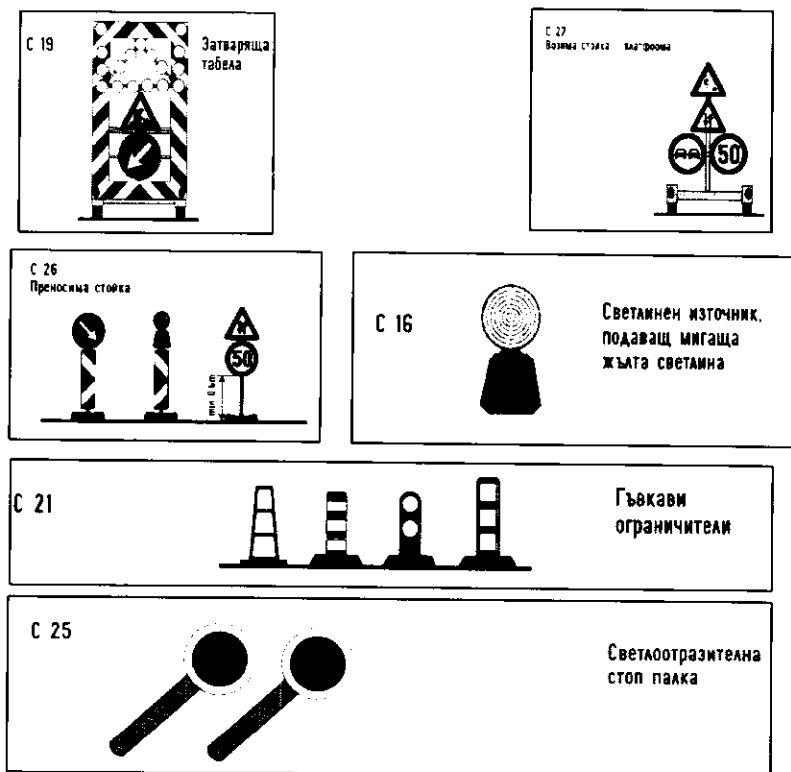 С 19
Затваряща
табела
С 27
Возима стойка платформа
50
С 26
Преносима стойка
50
С 16
Светлинен източник,
подаващ мигаща
жълта светлина
С 21
Гъвкави
ограничители
С 25
Светлоотразителна
стоп палка